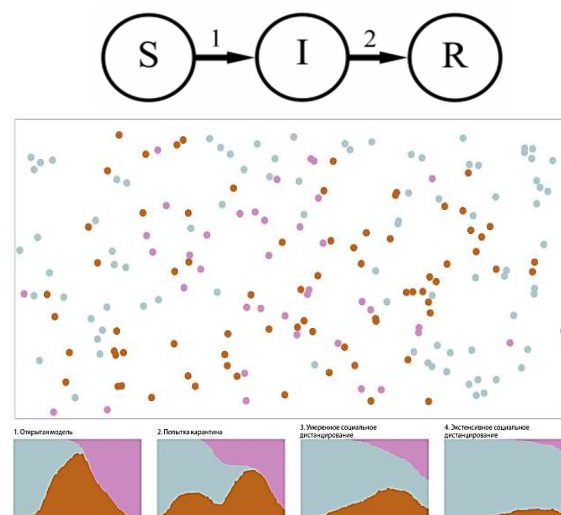 S 1 I 2 R
1. Открытая модель
2. Попытка карантина
3. Умеренное социальное
дистанцирование
4. Экстенсивное социальное
дистанцирование